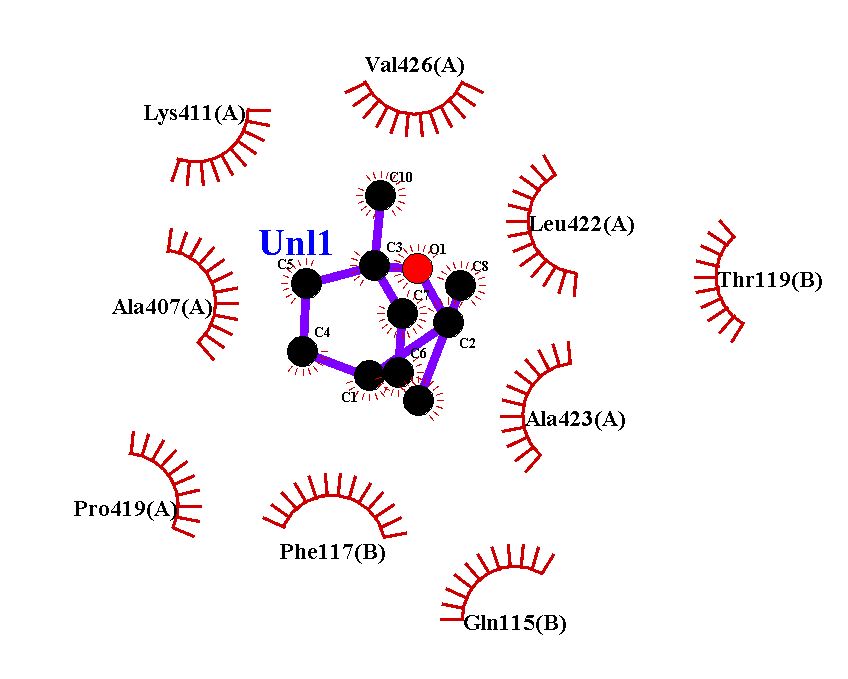 Val426(A)
Lys411(A)
C10
Leu422(A)
Unl1
C3
O1
C5
C8
Thr119(B)
C7
Ala407(A)
C4
C2
C6
C1
Ala423(A)
Pro419(A)
Phe117(B)
Gln115(B)